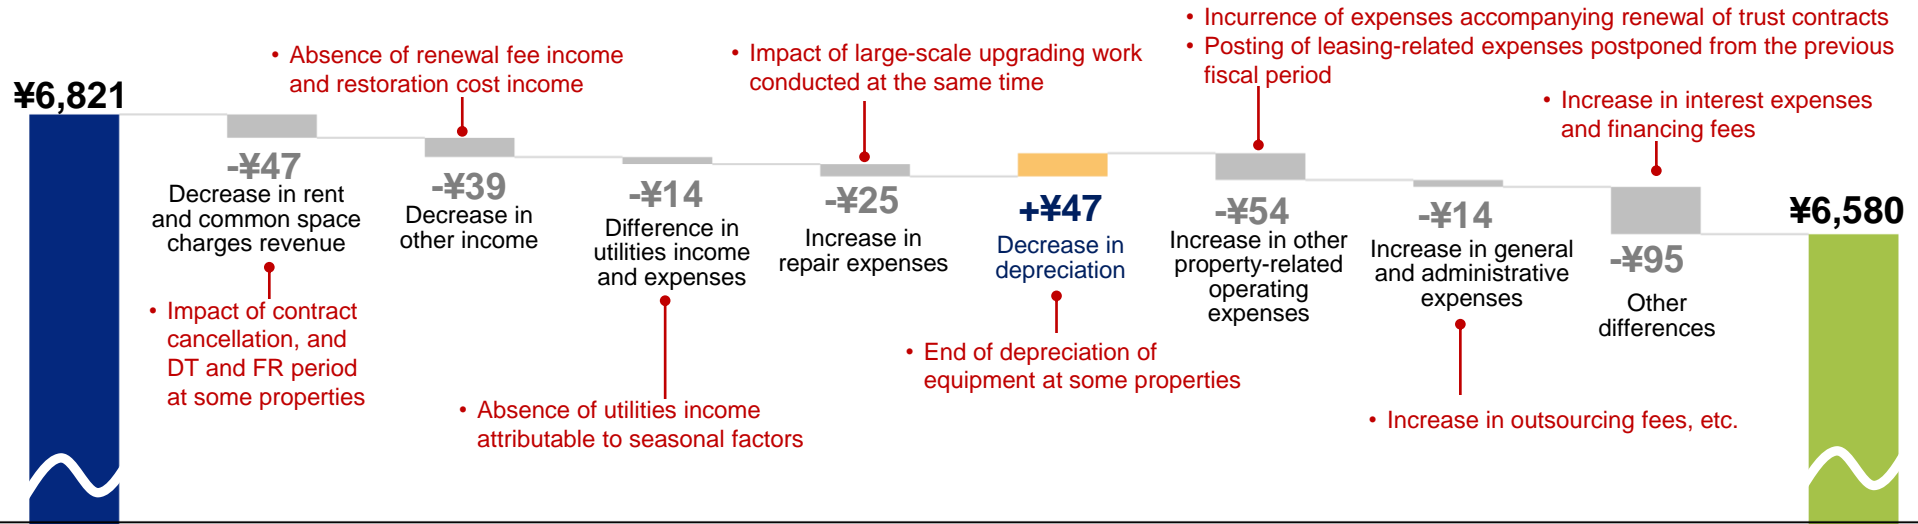 ¥6,821
• Absence of renewal fee income
and restoration cost income
• Impact of large-scale upgrading work
conducted at the same time
• Incurrence of expenses accompanying renewal of trust contracts
• Posting of leasing-related expenses postponed from the previous
fiscal period
• Increase in interest expenses
and financing fees
-¥47
Decrease in rent
and common space
charges revenue
• Impact of contract
cancellation, and
DT and FR period
at some properties
-¥39
Decrease in
other income
-¥14
Difference in
utilities income
and expenses
• Absence of utilities income
attributable to seasonal factors
-¥25
Increase in
repair expenses
+¥47
Decrease in
depreciation
• End of depreciation of
equipment at some properties
-¥54
Increase in other
property-related
operating
expenses
-¥14
Increase in general
and administrative
expenses
• Increase in outsourcing fees, etc.
-¥95
Other
differences
¥6,580